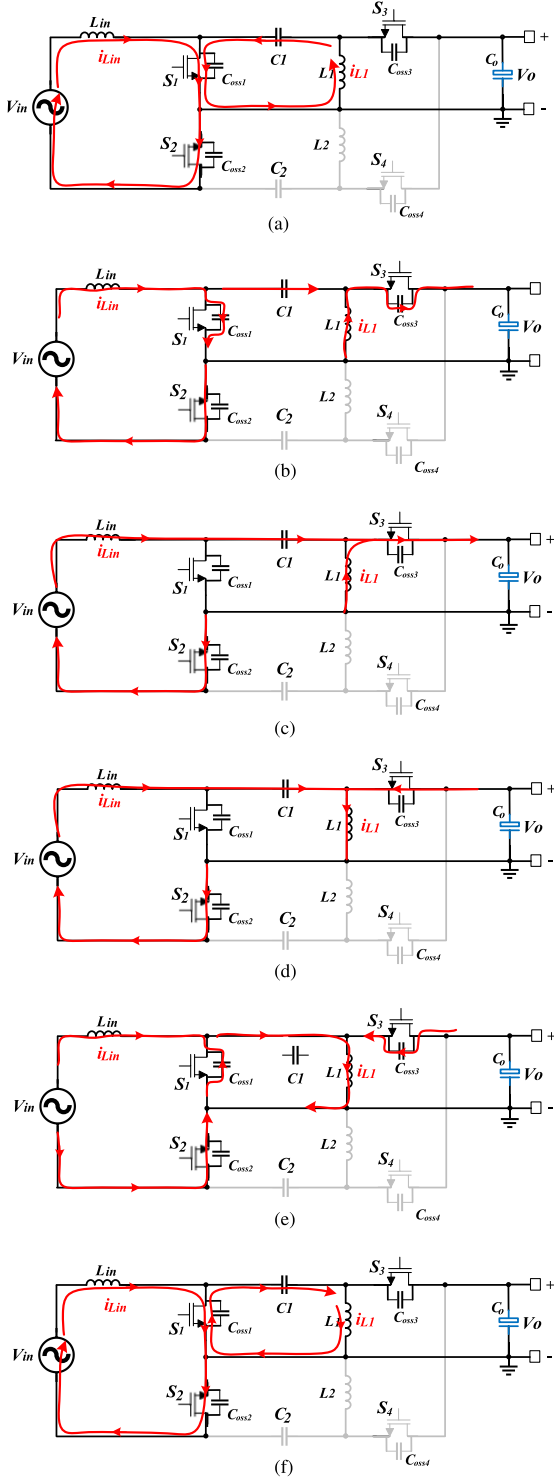 Lin
iLin
S1
Coss1
C1
L1
iL1
S3
Coss3
Co
Vo
+
-
Vin
S2
Coss2
C2
L2
S4
Coss4
(a)
Lin
iLin
S1
Coss1
C1
L1
iL1
S3
Coss3
Co
Vo
+
-
Vin
S2
Coss2
C2
L2
S4
Coss4
(b)
Lin
iLin
S1
Coss1
C1
L1
iL1
S3
Coss3
Co
Vo
+
-
Vin
S2
Coss2
C2
L2
S4
Coss4
(c)
Lin
iLin
S1
Coss1
C1
L1
iL1
S3
Coss3
Co
Vo
+
-
Vin
S2
Coss2
C2
L2
S4
Coss4
(d)
Lin
iLin
S1
Coss1
C1
L1
iL1
S3
Coss3
Co
Vo
+
-
Vin
S2
Coss2
C2
L2
S4
Coss4
(e)
Lin
iLin
S1
Coss1
C1
L1
iL1
S3
Coss3
Co
Vo
+
-
Vin
S2
Coss2
C2
L2
S4
Coss4
(f)